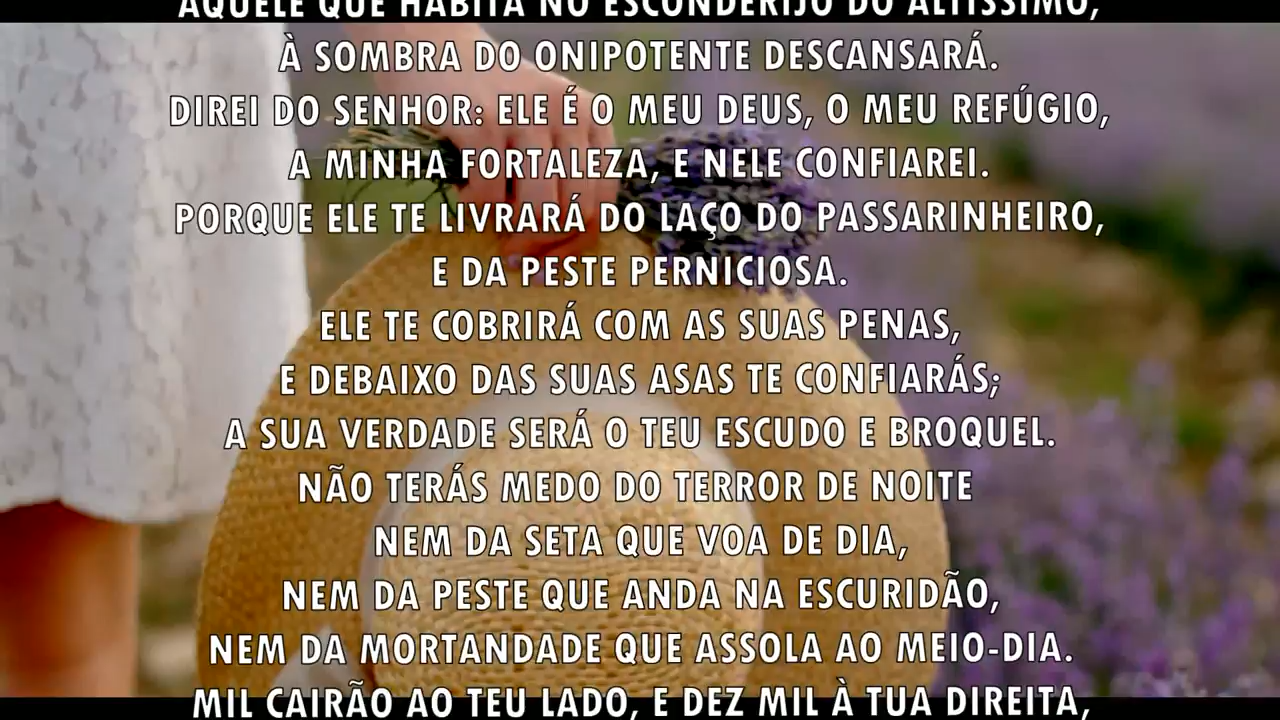 AQUELE QUE HABITA NO ESCONDERIJO DO ALTÍSSIMO,
À SOMBRA DO ONIPOTENTE DESCANSARÁ.
DIREI DO SENHOR: ELE É O MEU DEUS, O MEU REFÚGIO,
A MINHA FORTALEZA, E NELE CONFIAREI.
PORQUE ELE TE LIVRARÁ DO LAÇO DO PASSARINHEIRO,
E DA PESTE PERNICIOSA.
ELE TE COBRIRÁ COM AS SUAS PENAS,
E DEBAIXO DAS SUAS ASAS TE CONFIARÁS;
A SUA VERDADE SERÁ O TEU ESCUDO E BROQUEL.
NÃO TERÁS MEDO DO TERROR DE NOITE
NEM DA SETA QUE VOA DE DIA,
NEM DA PESTE QUE ANDA NA ESCURIDÃO,
NEM DA MORTANDADE QUE ASSOLA AO MEIO-DIA.
MIL CAIRÃO AO TEU LADO, E DEZ MIL À TUA DIREITA,